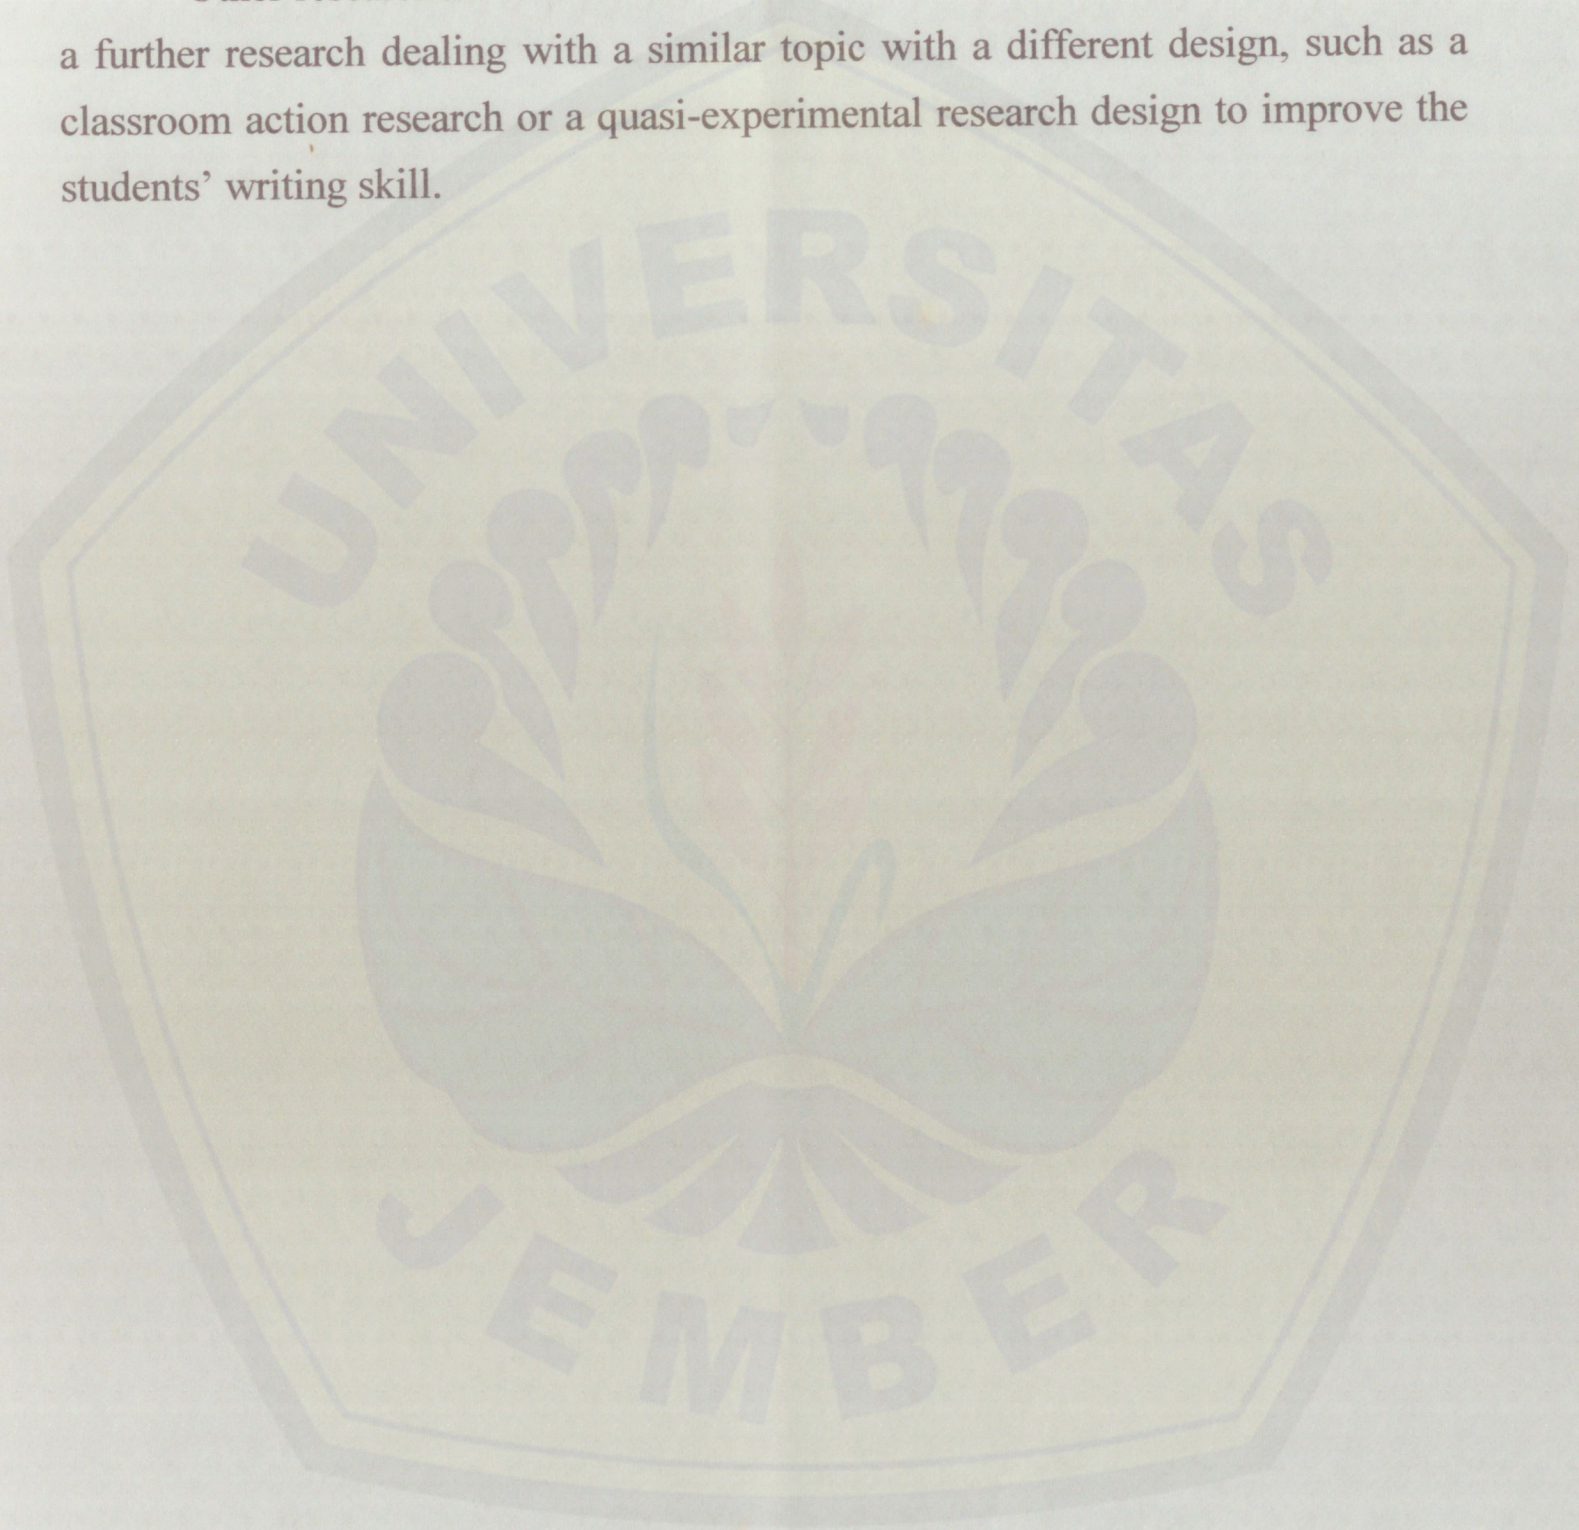 a further research dealing with a similar topic with a different design, such as a
classroom action research or a quasi-experimental research design to improve the
students’ writing skill.
UNIVERSITAS
JEMBER